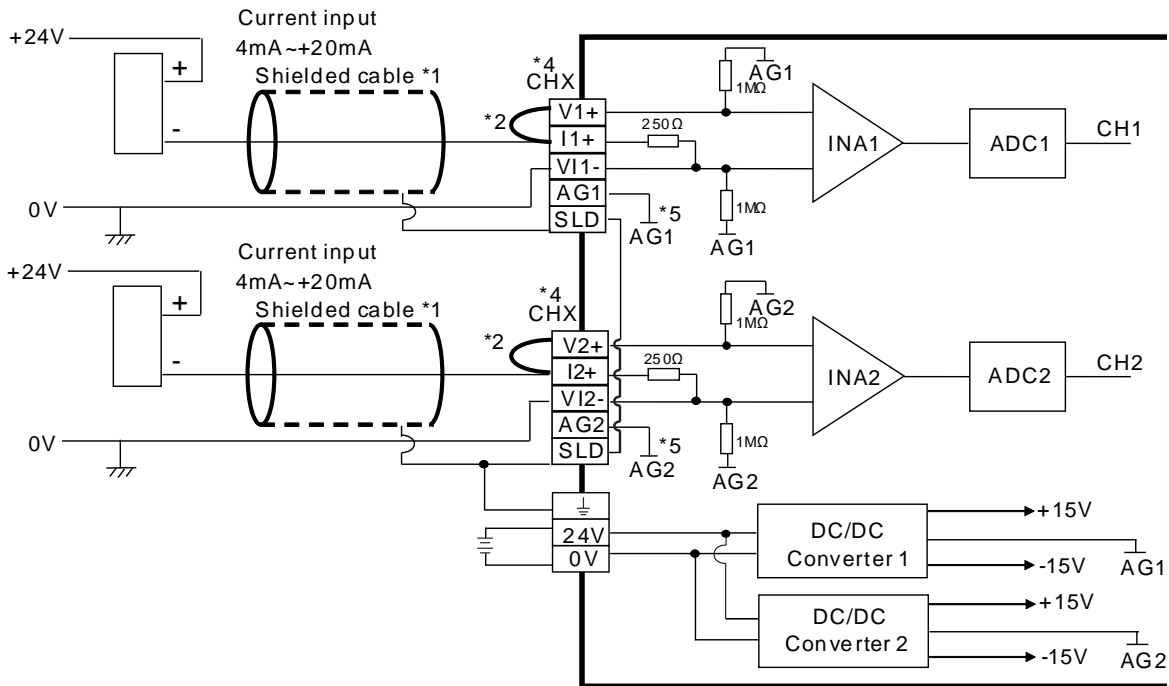 Current input
4mA~+20mA
Shielded cable *1
+24V
+
-
0V
*2
*4
CHX
V1+
I1+
VI1-
AG1
SLD
*5
AG1
250Ω
1MΩ
AG1
1MΩ
AG1
INA1
ADC1
CH1
Current input
4mA~+20mA
Shielded cable *1
+24V
+
-
0V
*2
*4
CHX
V2+
I2+
VI2-
AG2
SLD
*5
AG2
250Ω
1MΩ
AG2
1MΩ
AG2
INA2
ADC2
CH2
24V
0V
DC/DC
Converter 1
+15V
AG1
-15V
DC/DC
Converter 2
+15V
AG2
-15V